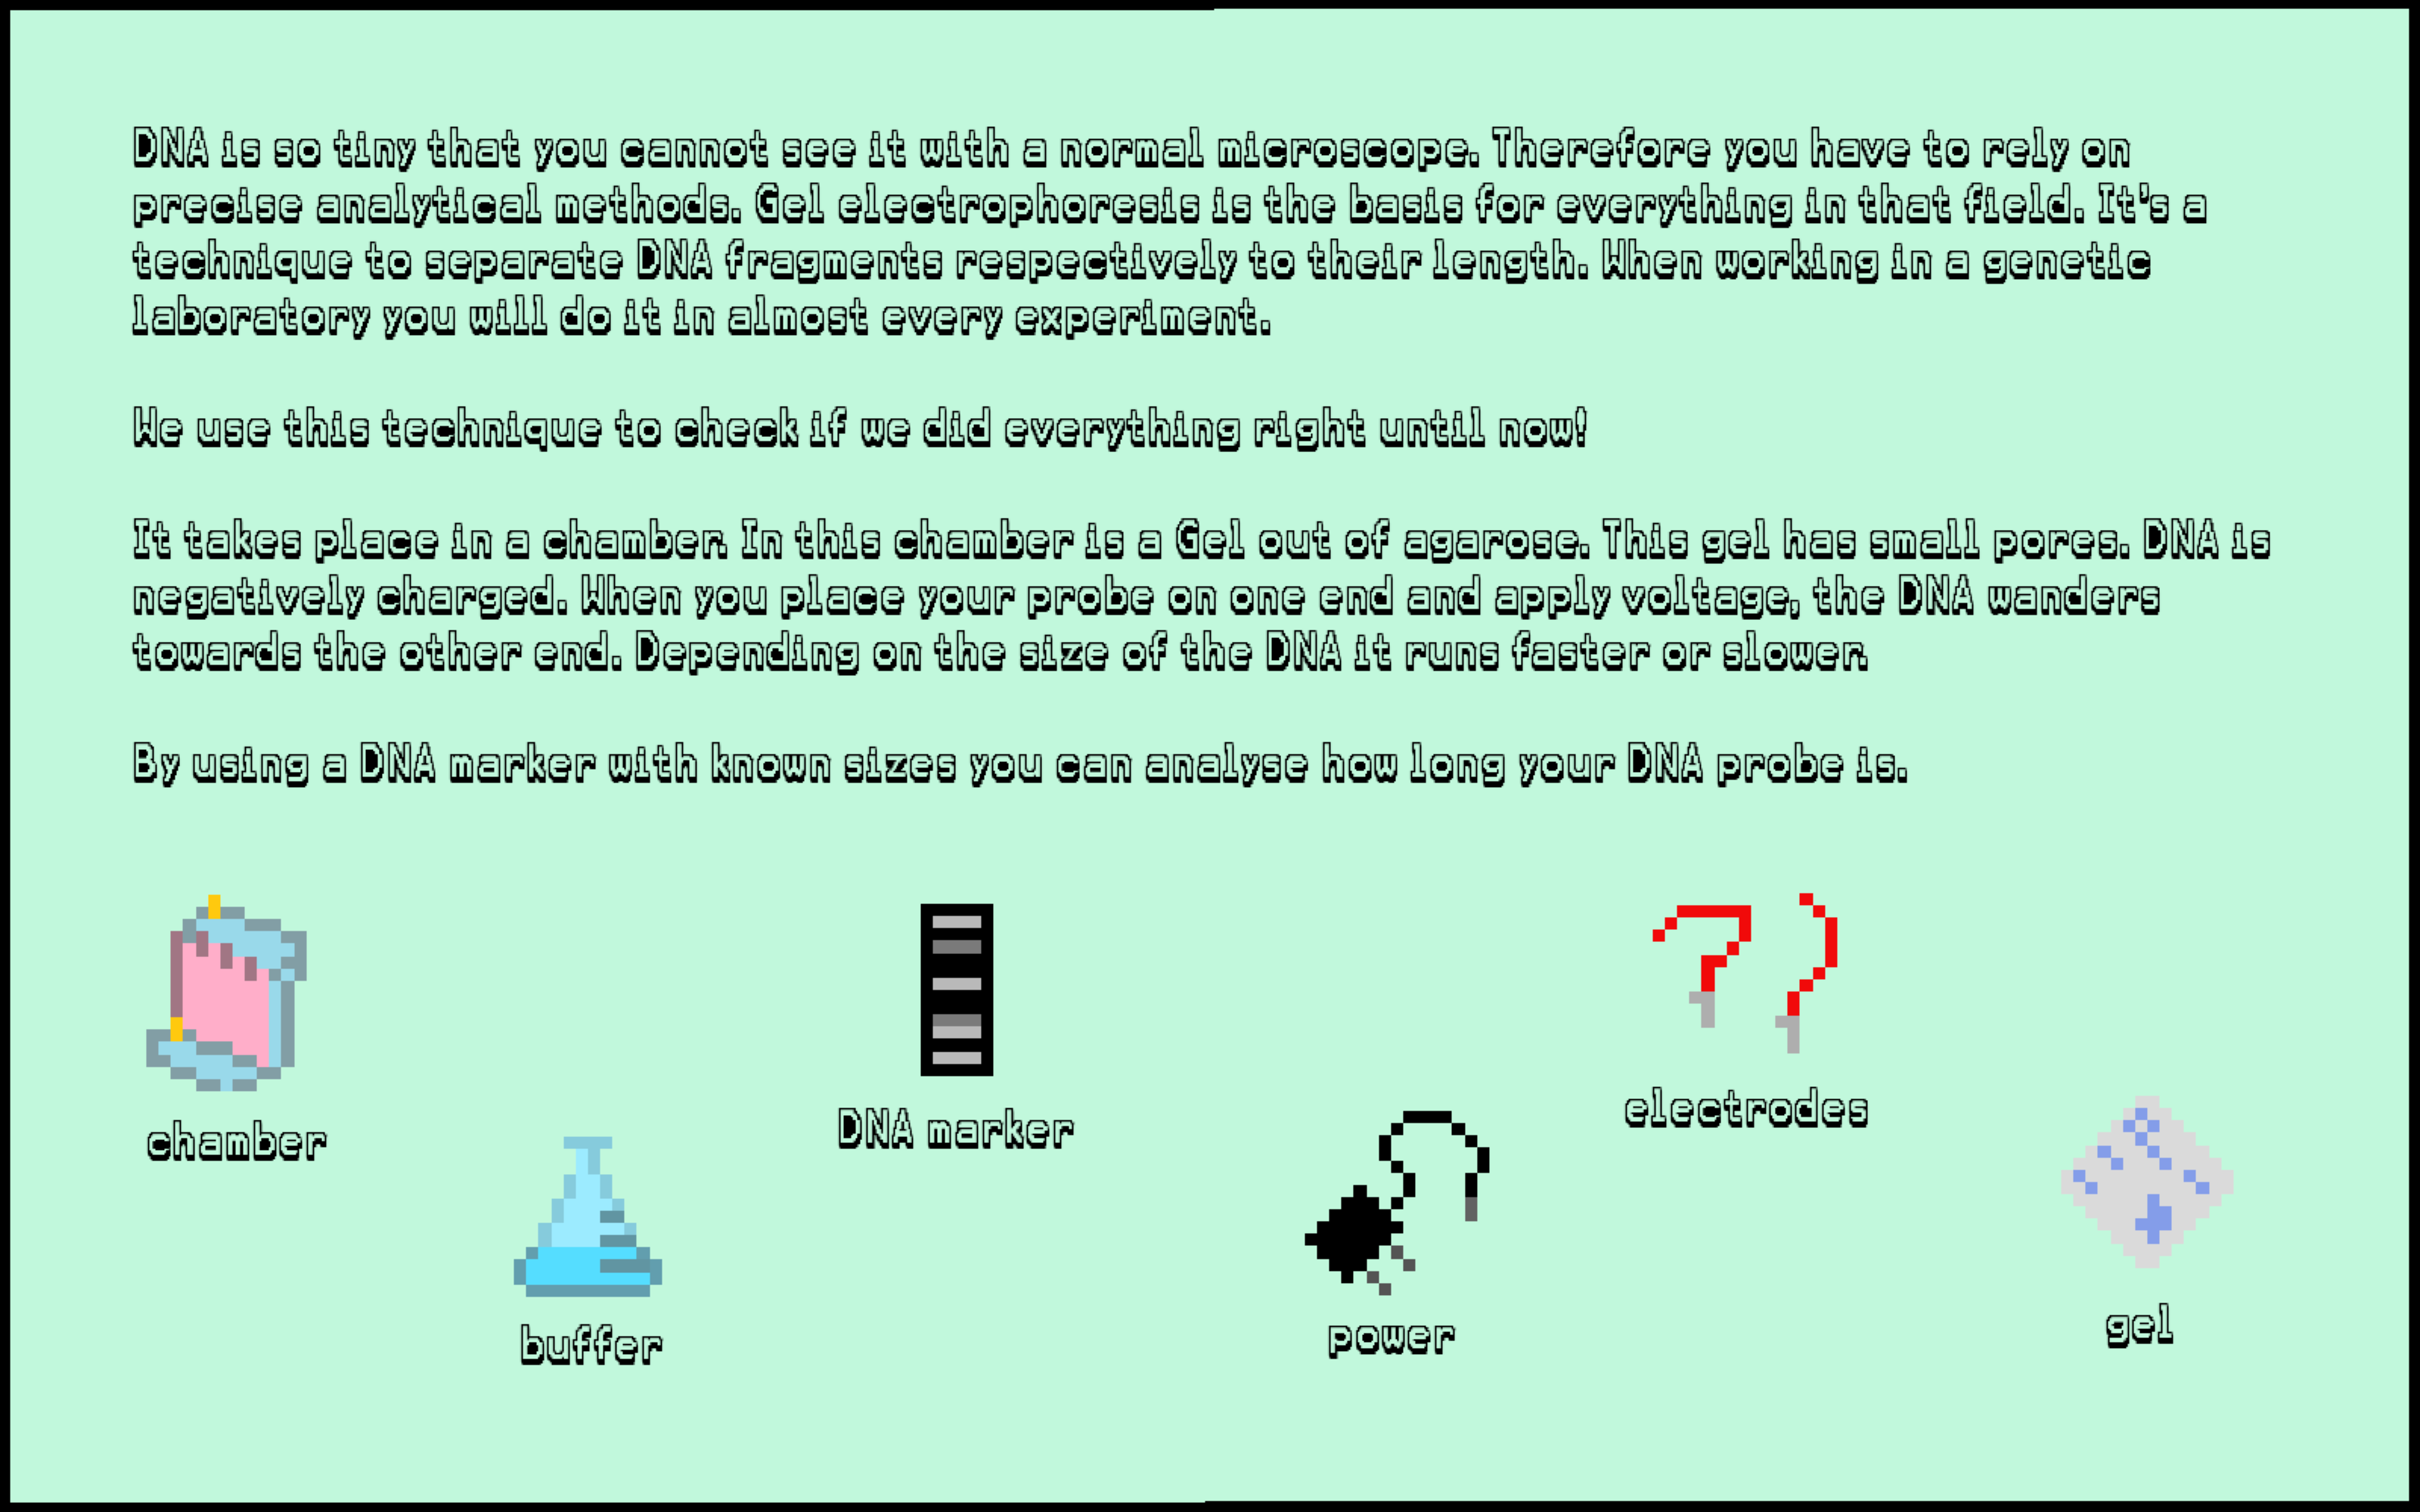 DNA is so tiny that you cannot see it with a normal microscope. Therefore you have to rely on
precise analytical methods. Gel electrophoresis is the basis for everything in that field. It's a
technique to separate DNA fragments respectively to their length. When working in a genetic
laboratory you will do it in almost every experiment.
We use this technique to check if we did everything right until now!
It takes place in a chamber. In this chamber is a Gel out of agarose. This gel has small pores. DNA is
negatively charged. When you place your probe on one end and apply voltage, the DNA wanders
towards the other end. Depending on the size of the DNA it runs faster or slower.
By using a DNA marker with known sizes you can analyse how long your DNA probe is.
chamber
buffer
DNA marker
power
electrodes
gel